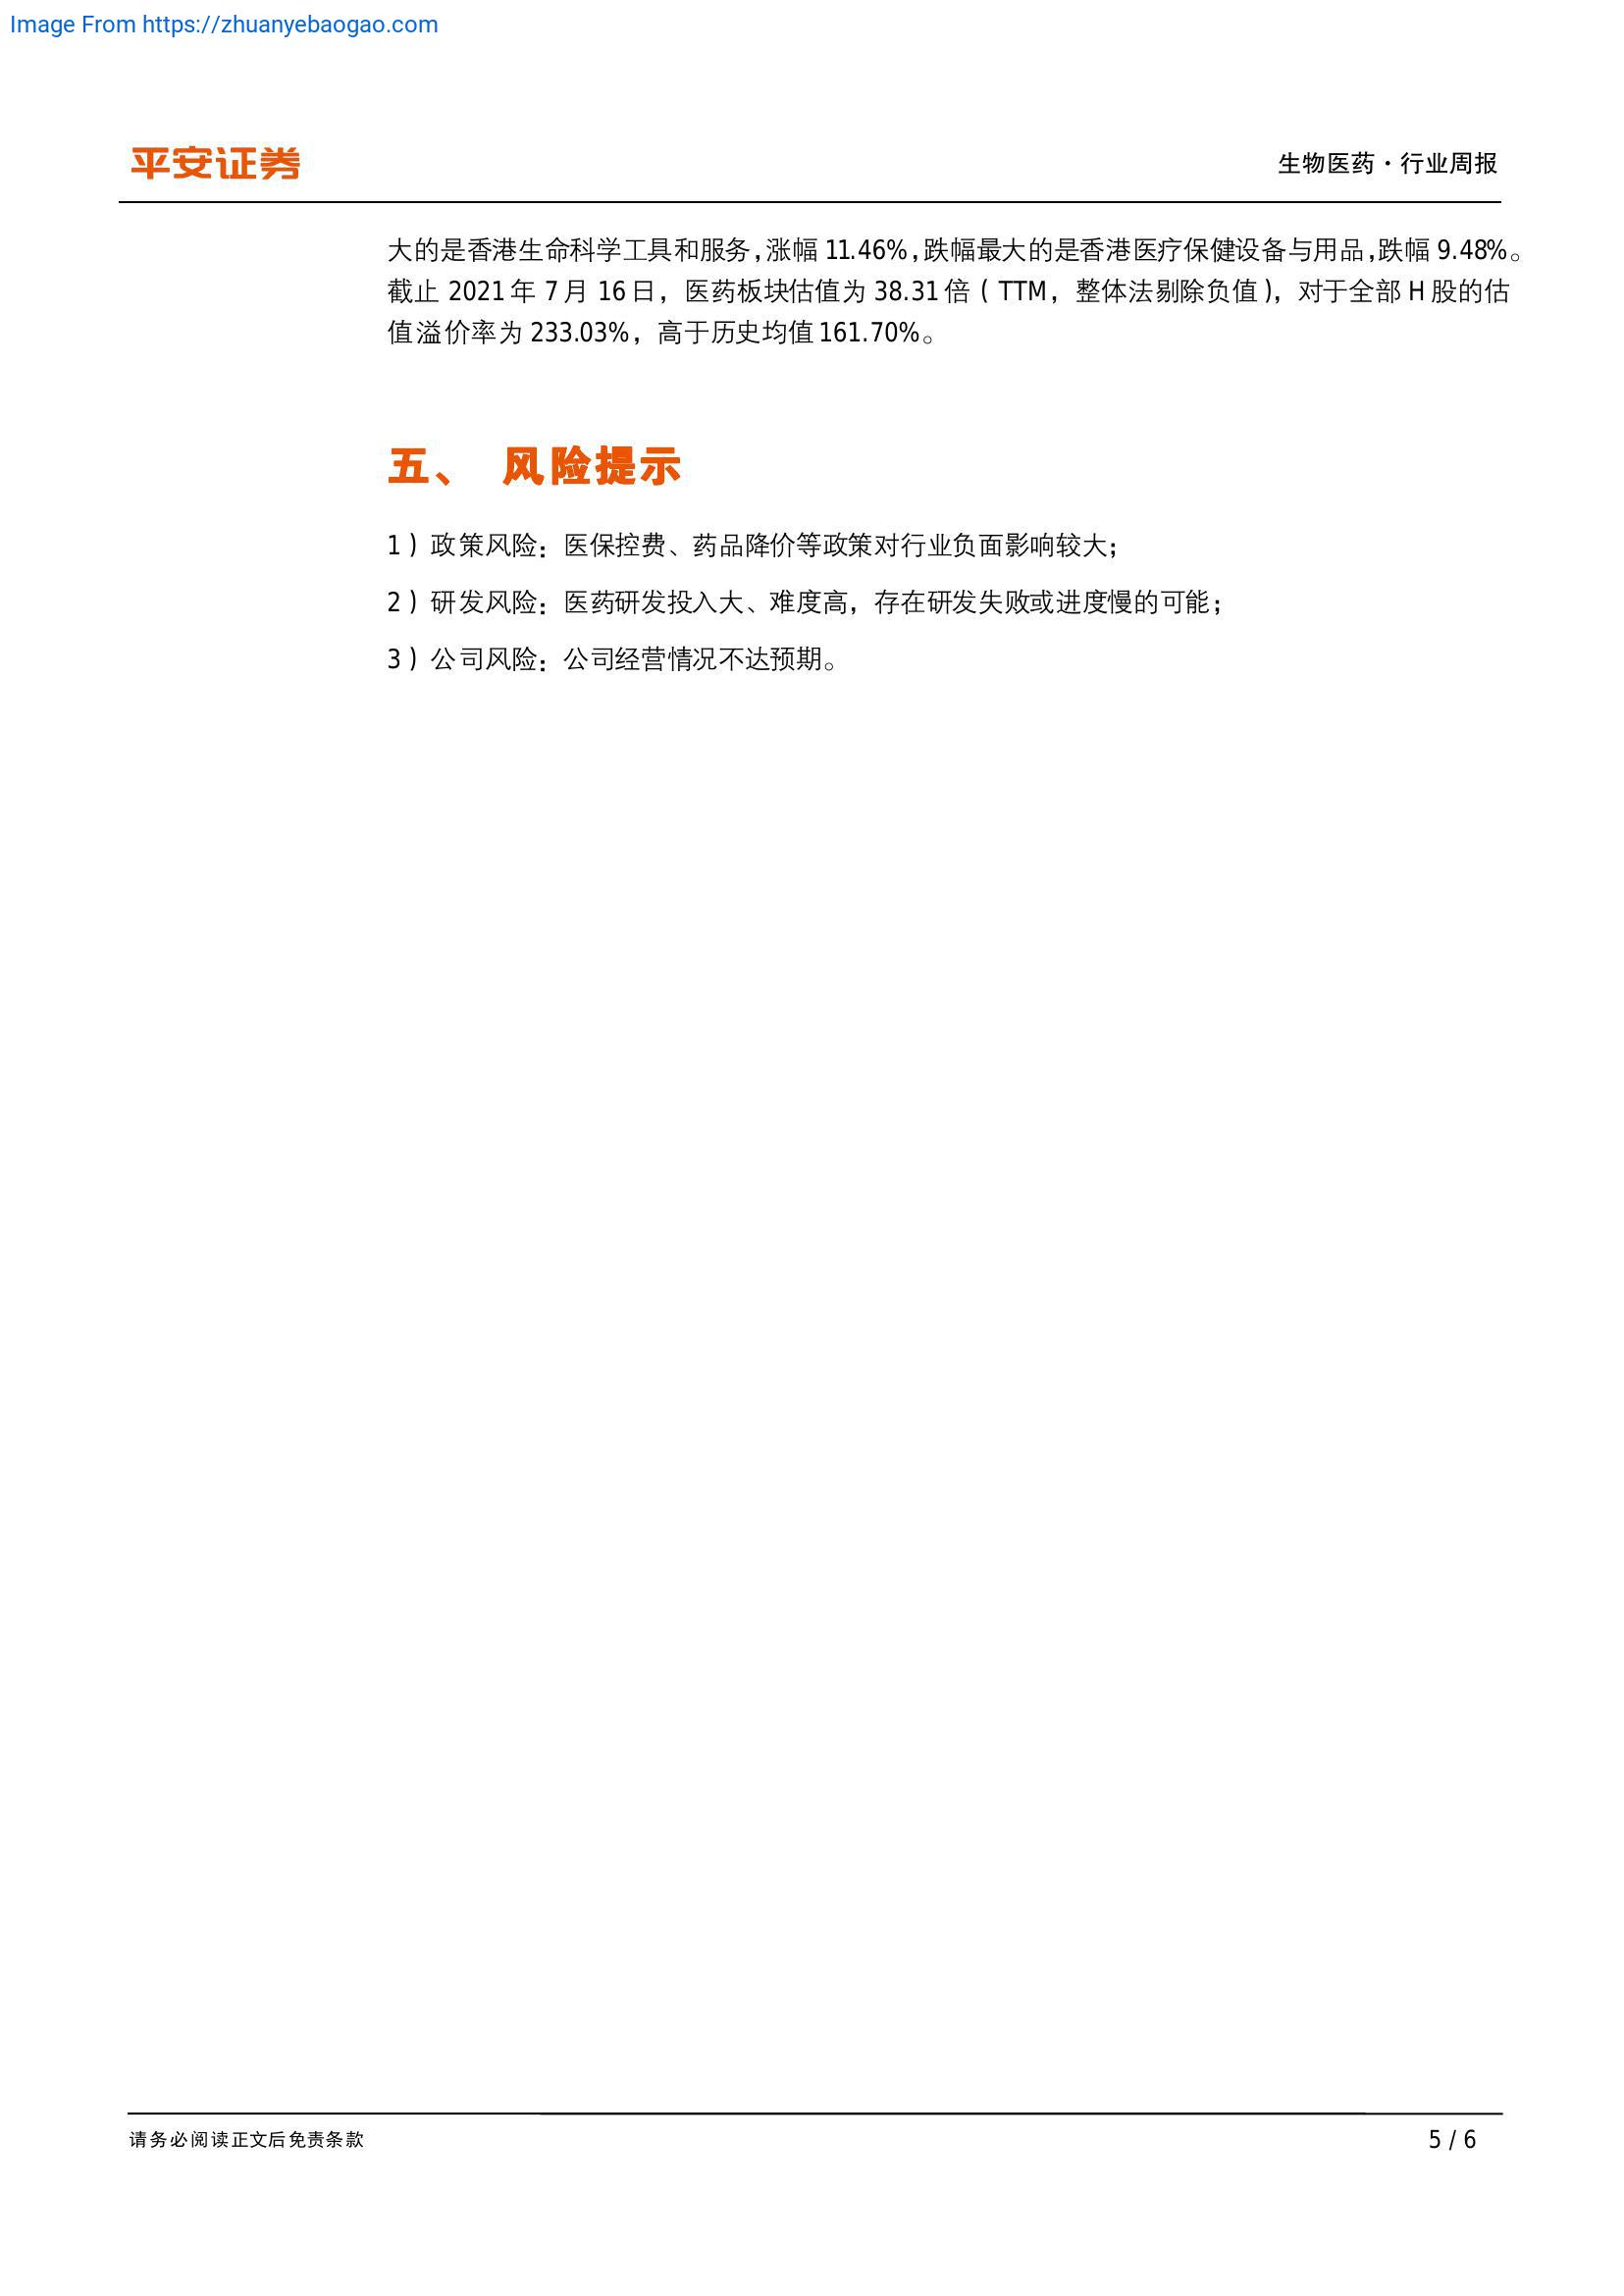 Image From https://zhuanyebaogao.com
平安证券
生物医药·行业周报
大的是香港生命科学工具和服务,涨幅 11.46%,跌幅最大的是香港医疗保健设备与用品,跌幅 9.48%。
截止 2021 年 7 月 16 日，医药板块估值为 38.31 倍（TTM，整体法剔除负值），对于全部 H 股的估
值溢价率为 233.03%，高于历史均值 161.70%。
五、 风险提示
1）政策风险：医保控费、药品降价等政策对行业负面影响较大；
2）研发风险：医药研发投入大、难度高，存在研发失败或进度慢的可能；
3）公司风险：公司经营情况不达预期。
请务必阅读正文后免责条款
5 / 6